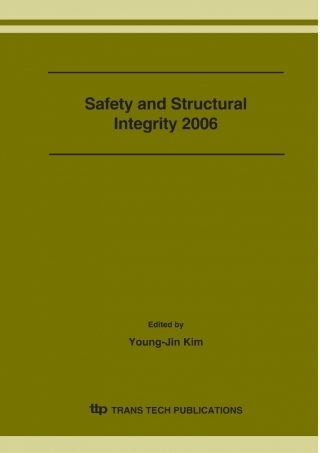 Safety and Structural
Integrity 2006
Edited by
Young-Jin Kim
ttp TRANS TECH PUBLICATIONS